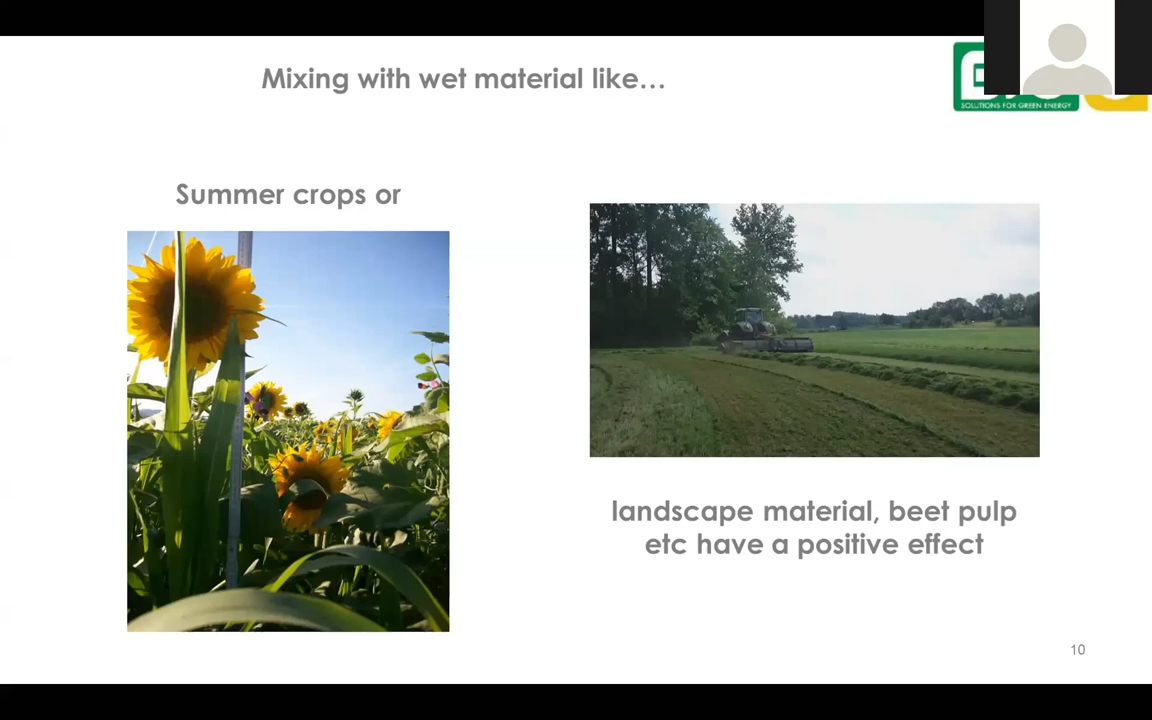 Mixing with wet material like…
SOLUTIONS FOR GREEN ENERGY
Summer crops or
landscape material, beet pulp
etc have a positive effect
10